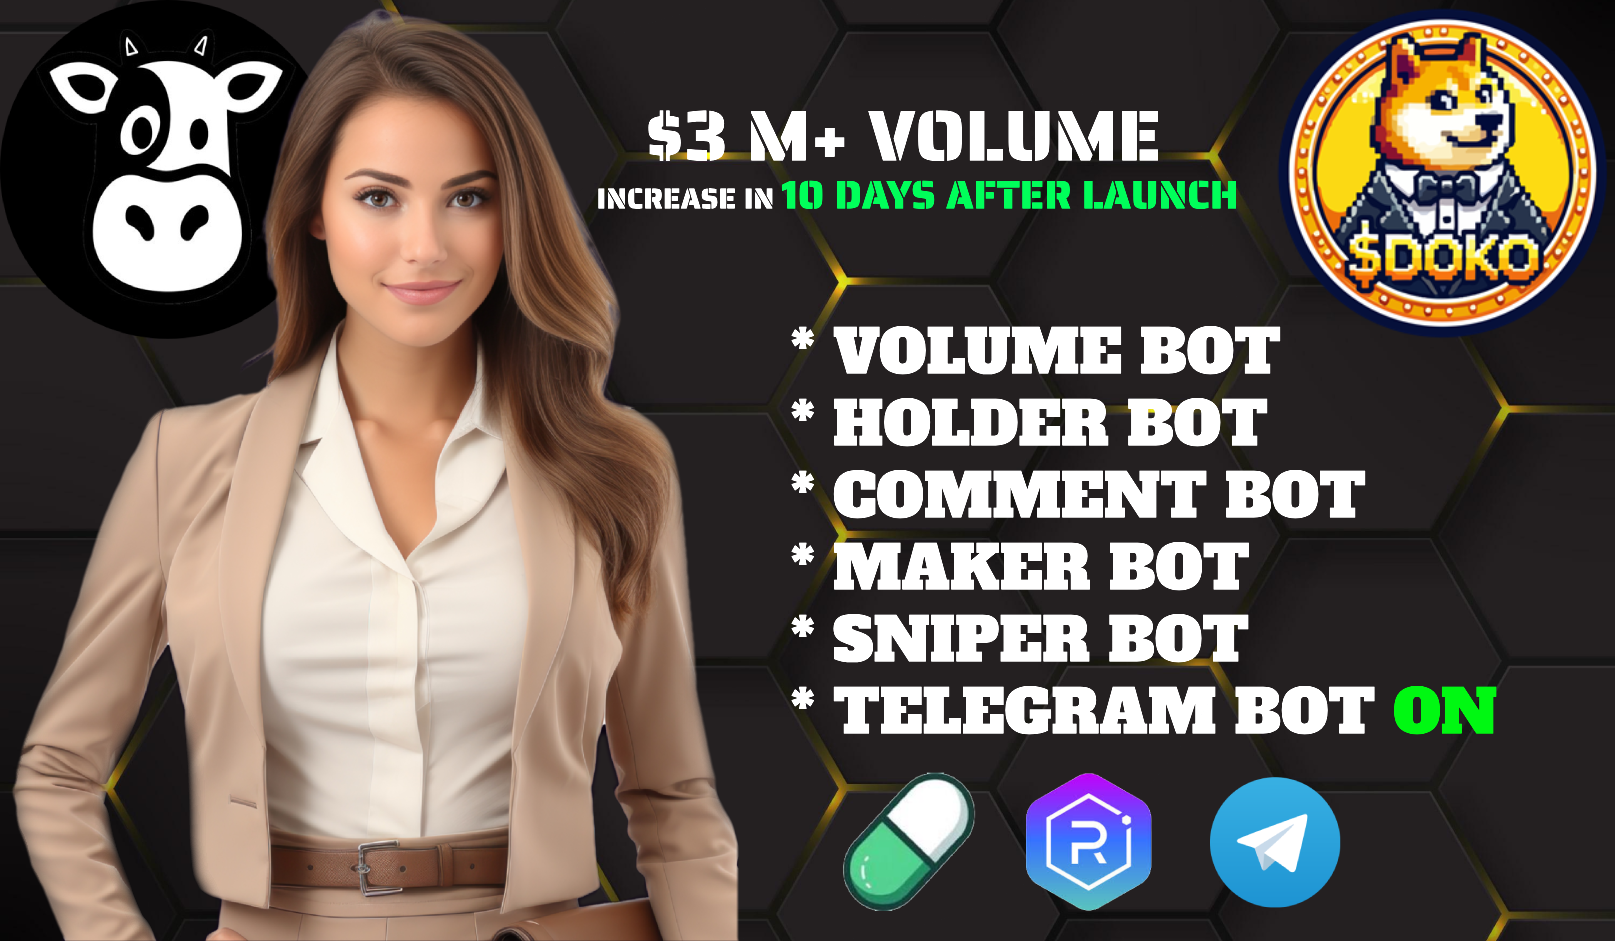 $3 M+ VOLUME
INCREASE IN 10 DAYS AFTER LAUNCH
$DOKO
* VOLUME BOT
* HOLDER BOT
* COMMENT BOT
* MAKER BOT
* SNIPER BOT
* TELEGRAM BOT ON
R